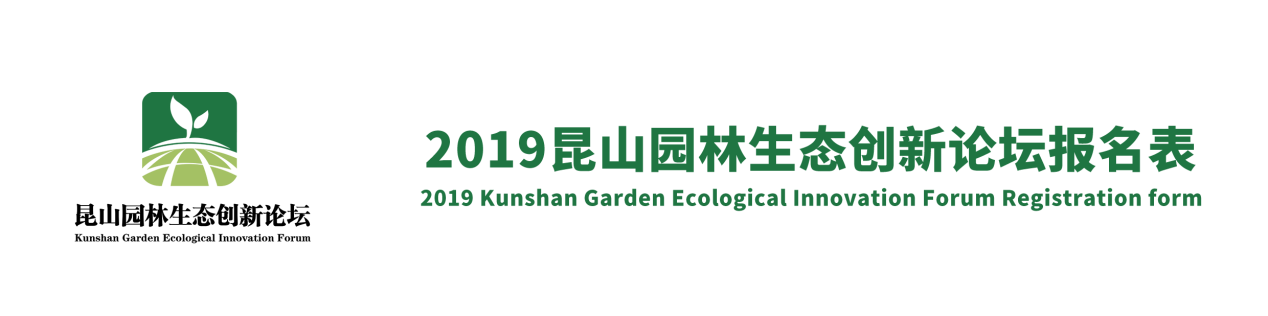 昆山园林生态创新论坛
Kunshan Garden Ecological Innovation Forum
2019昆山园林生态创新论坛报名表
2019 Kunshan Garden Ecological Innovation Forum Registration form